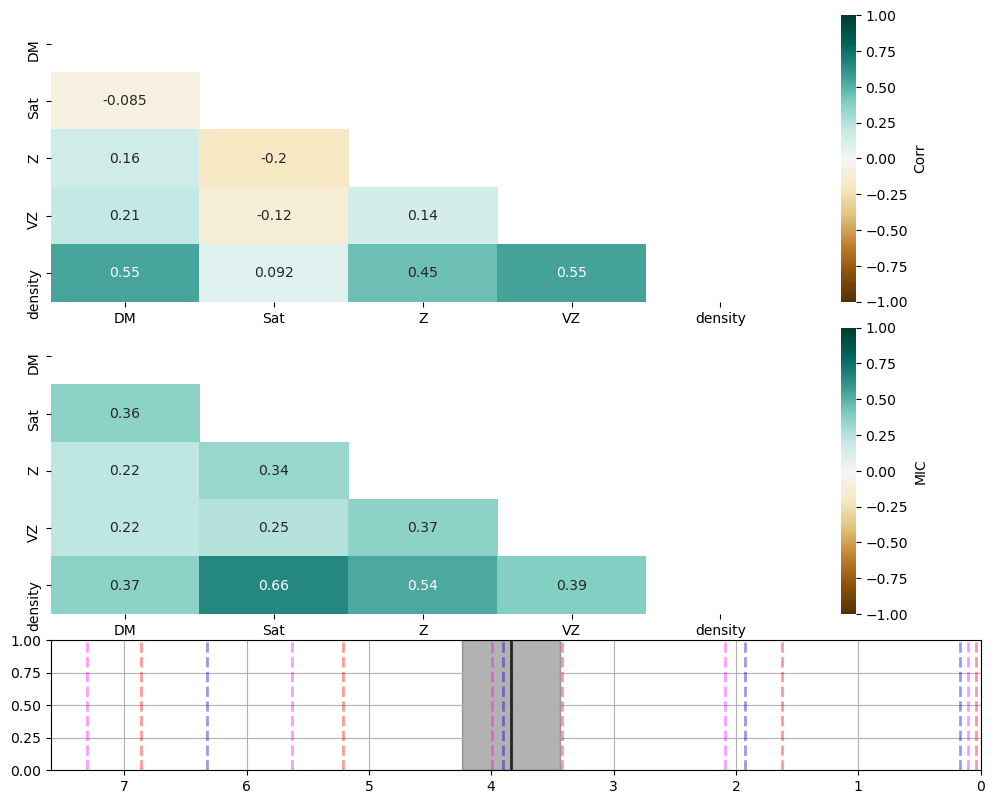 DM
Sat
-0.085
Z
0.16 -0.2
VZ
0.21 -0.12 0.14
density
0.55 0.092 0.45 0.55
DM Sat Z VZ density
1.00
0.75
0.50
0.25
0.00
−0.25
−0.50
−0.75
−1.00
Corr
DM
Sat
0.36
Z
0.22 0.34
VZ
0.22 0.25 0.37
density
0.37 0.66 0.54 0.39
DM Sat Z VZ density
1.00
0.75
0.50
0.25
0.00
−0.25
−0.50
−0.75
−1.00
MIC
1.00
0.75
0.50
0.25
0.00
7 6 5 4 3 2 1 0